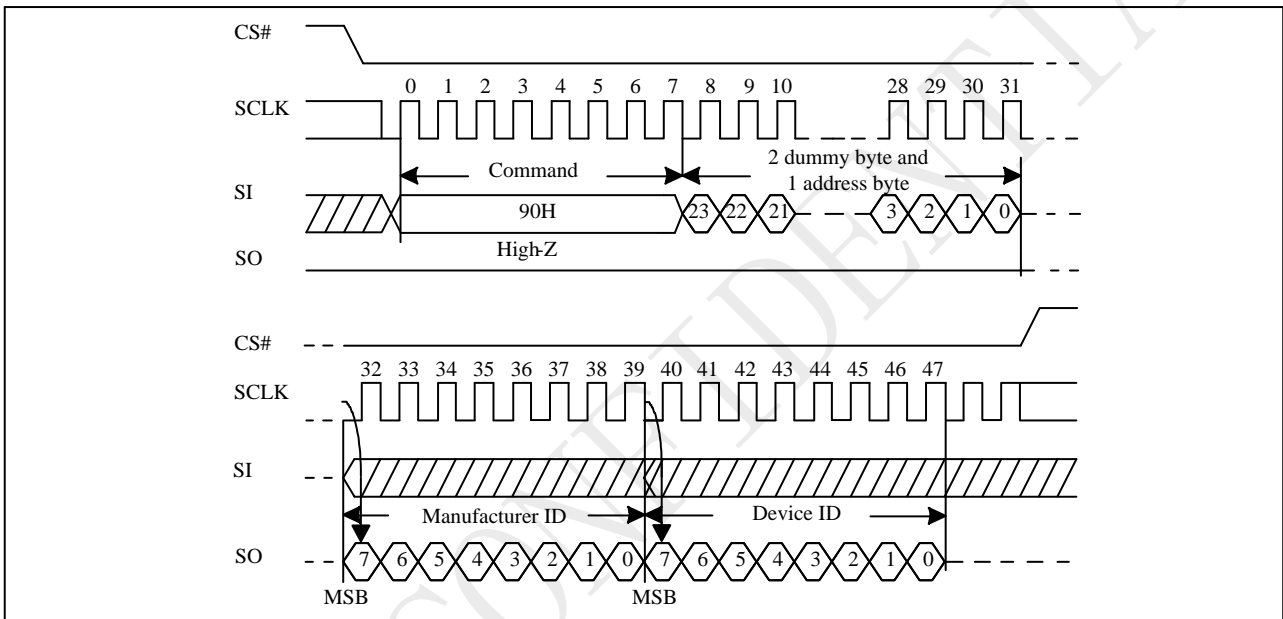 CS#
0 1 2 3 4 5 6 7 8 9 10 28 29 30 31
SCLK
Command
2 dummy byte and
1 address byte
SI
90H
23 22 21 3 2 1 0
High-Z
SO
CS#
32 33 34 35 36 37 38 39 40 41 42 43 44 45 46 47
SCLK
SI
Manufacturer ID
Device ID
SO
7 6 5 4 3 2 1 0 7 6 5 4 3 2 1 0
MSB
MSB